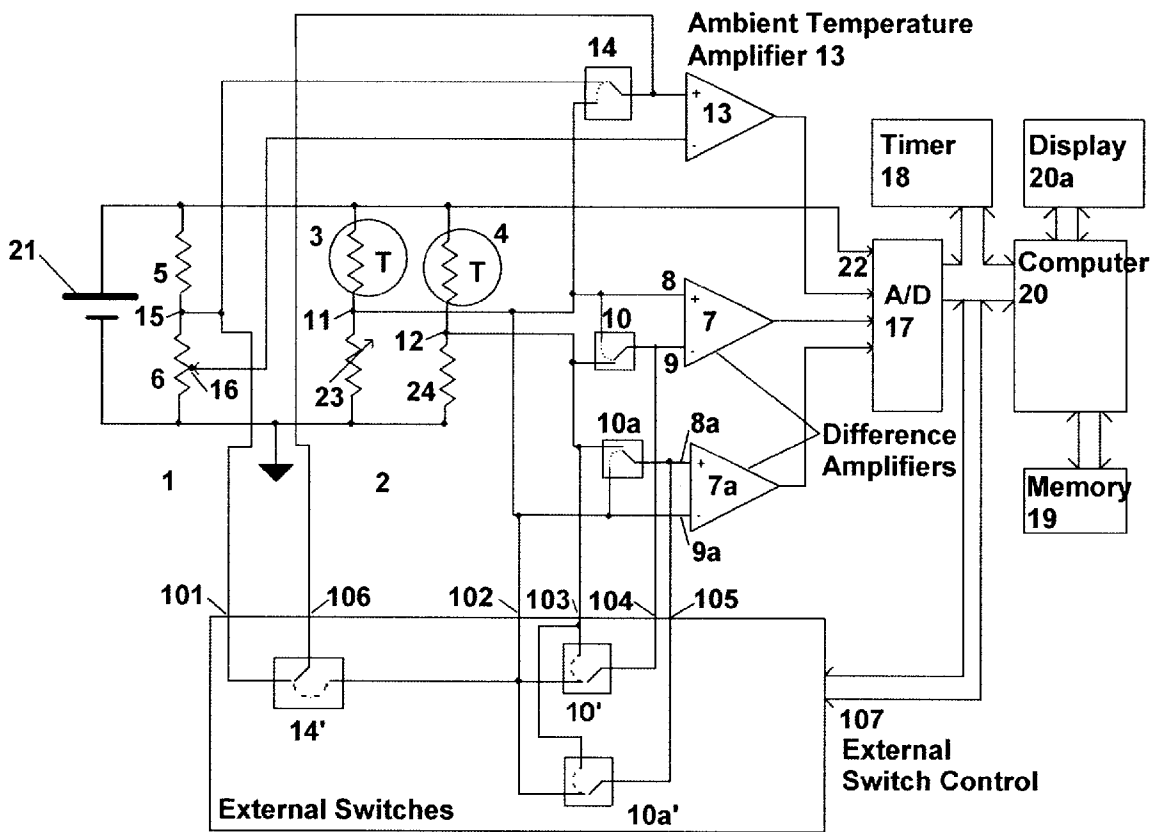 Ambient Temperature
Amplifier 13
14
+
13
-
Timer
18
Display
20a
21
3
T
4
T
5
15
22
A/D
17
Computer
20
8
+
7
-
10
9
11
12
6
16
23
24
10a
8a
+
7a
-
9a
Difference
Amplifiers
Memory
19
1
2
101
106
102
103
104
105
14'
10'
10a'
107
External
Switch Control
External Switches